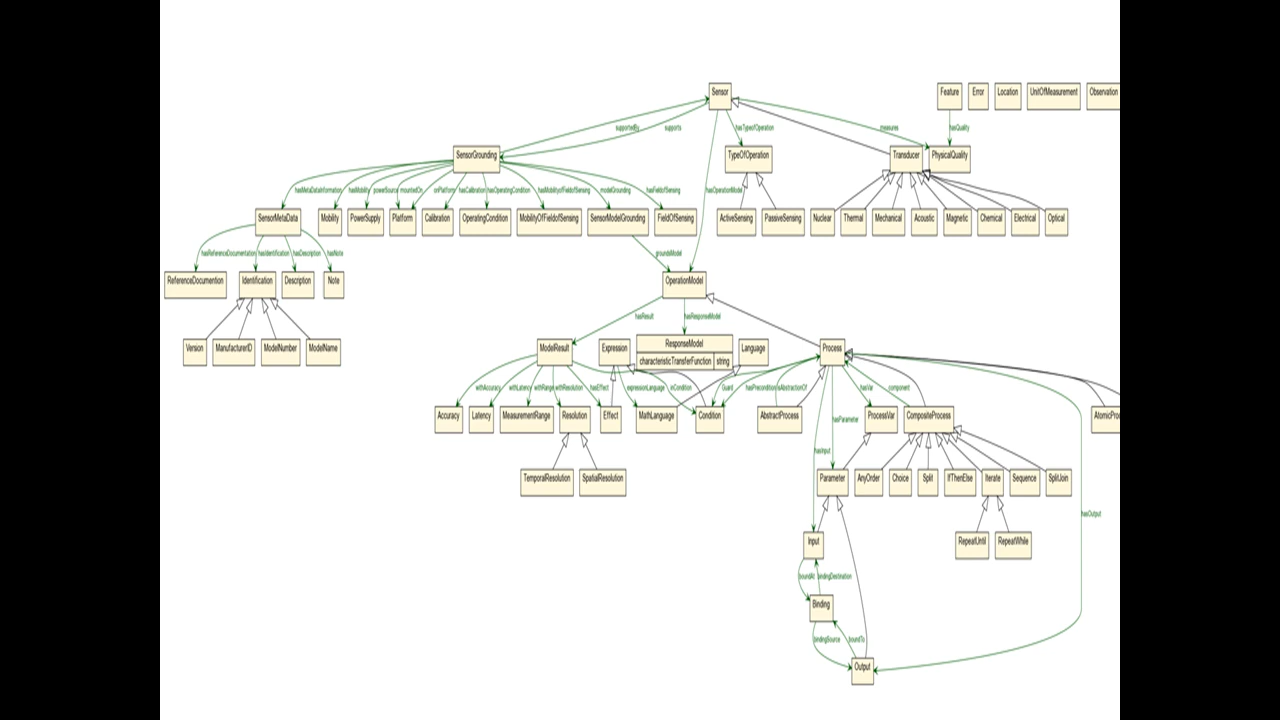 Sensor
Feature
Error
Location
UnitOfMeasurement
Observation
supportedBy
supports
hasTypeofOperation
measures
hasQuality
SensorGrounding
TypeOfOperation
Transducer
PhysicalQuality
hasMetaDataInformation
hasMobility
powerSource
mountedOn
onPlatform
hasCalibration
hasOperatingCondition
hasMobilityofFieldofSensing
modelGrounding
hasFieldofSensing
hasOperationModel
SensorMetaData
Mobility
PowerSupply
Platform
Calibration
OperatingCondition
MobilityOfFieldofSensing
SensorModelGrounding
FieldOfSensing
ActiveSensing
PassiveSensing
Nuclear
Thermal
Mechanical
Acoustic
Magnetic
Chemical
Electrical
Optical
hasReferenceDocumentation
hasIdentification
hasDescription
hasNote
groundsModel
ReferenceDocumention
Identification
Description
Note
OperationModel
hasResult
hasResponseModel
Version
ManufacturerID
ModelNumber
ModelName
ModelResult
Expression
ResponseModel
characteristicTransferFunction string
Language
Process
withAccuracy
withLatency
withRange
withResolution
hasEffect
expressionLanguage
inCondition
Guard
hasPrecondition
isAbstractionOf
hasVar
component
Accuracy
Latency
MeasurementRange
Resolution
Effect
MathLanguage
Condition
AbstractProcess
hasParameter
ProcessVar
CompositeProcess
AtomicPro
hasInput
TemporalResolution
SpatialResolution
Parameter
AnyOrder
Choice
Split
IfThenElse
Iterate
Sequence
SplitJoin
hasOutput
Input
RepeatUntil
RepeatWhile
boundAt
bindingDestination
Binding
bindingSource
boundTo
Output